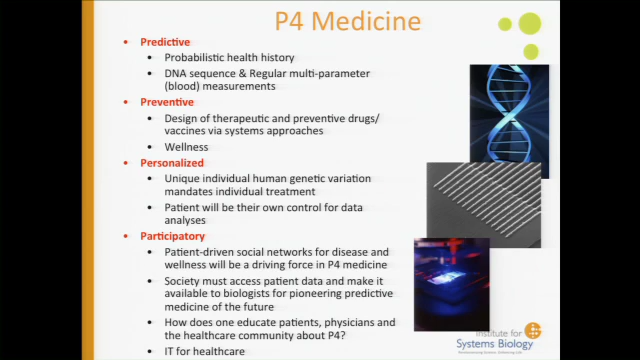 P4 Medicine
• Predictive
• Probabilistic health history
• DNA sequence & Regular multi-parameter
(blood) measurements
• Preventive
• Design of therapeutic and preventive drugs/
vaccines via systems approaches
• Wellness
• Personalized
• Unique individual human genetic variation
mandates individual treatment
• Patient will be their own control for data
analyses
• Participatory
• Patient-driven social networks for disease and
wellness will be a driving force in P4 medicine
• Society must access patient data and make it
available to biologists for pioneering predictive
medicine of the future
• How does one educate patients, physicians and
the healthcare community about P4?
• IT for healthcare
Institute for
Systems Biology